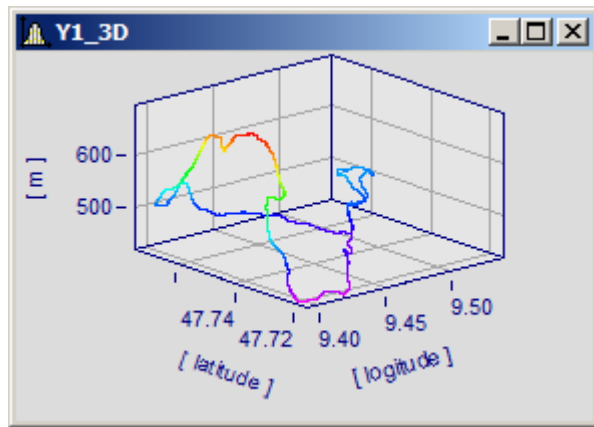 Y1_3D
[ m ]
600
500
47.74
47.72
9.40
9.45
9.50
[ latitude ]
[ logitude ]